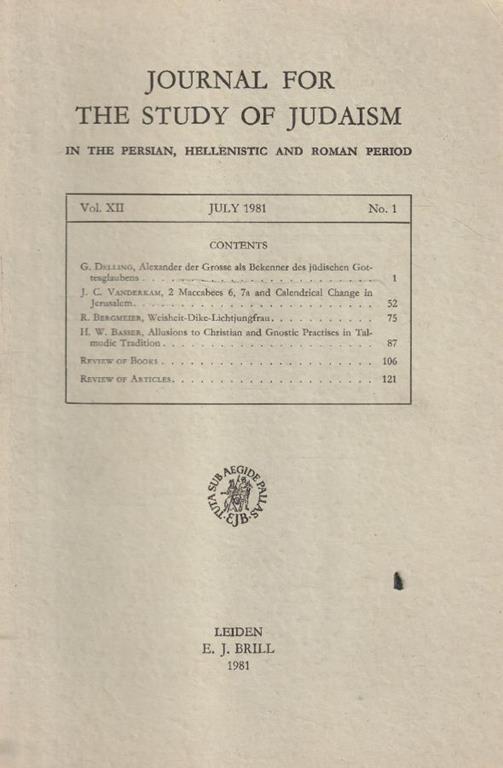 JOURNAL FOR
THE STUDY OF JUDAISM
IN THE PERSIAN, HELLENISTIC AND ROMAN PERIOD
Vol. XII JULY 1981 No. 1
CONTENTS
G. Delling, Alexander der Grosse als Bekenner des jüdischen Got-
tesglaubens . . . . . . . . . . . . . . . . . . . . . . 1
J. C. Vanderkam, 2 Maccabees 6, 7a and Calendrical Change in
Jerusalem. . . . . . . . . . . . . . . . . . . . . . . 52
R. Bergmeier, Weisheit-Dike-Lichtjungfrau. . . . . . . . . . 75
H. W. Basser, Allusions to Christian and Gnostic Practises in Tal-
mudic Tradition . . . . . . . . . . . . . . . . . . . . 87
Review of Books . . . . . . . . . . . . . . . . . . . . 106
Review of Articles. . . . . . . . . . . . . . . . . . . 121
TUTA SUB AEGIDE PALLAS
·EJB·
LEIDEN
E. J. BRILL
1981